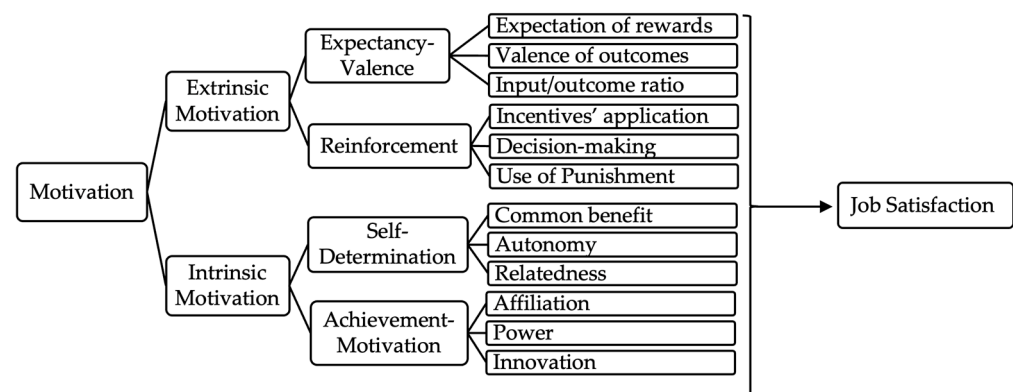 Motivation
Extrinsic
Motivation
Intrinsic
Motivation
Expectancy-
Valence
Reinforcement
Self-
Determination
Achievement-
Motivation
Expectation of rewards
Valence of outcomes
Input/outcome ratio
Incentives' application
Decision-making
Use of Punishment
Common benefit
Autonomy
Relatedness
Affiliation
Power
Innovation
Job Satisfaction